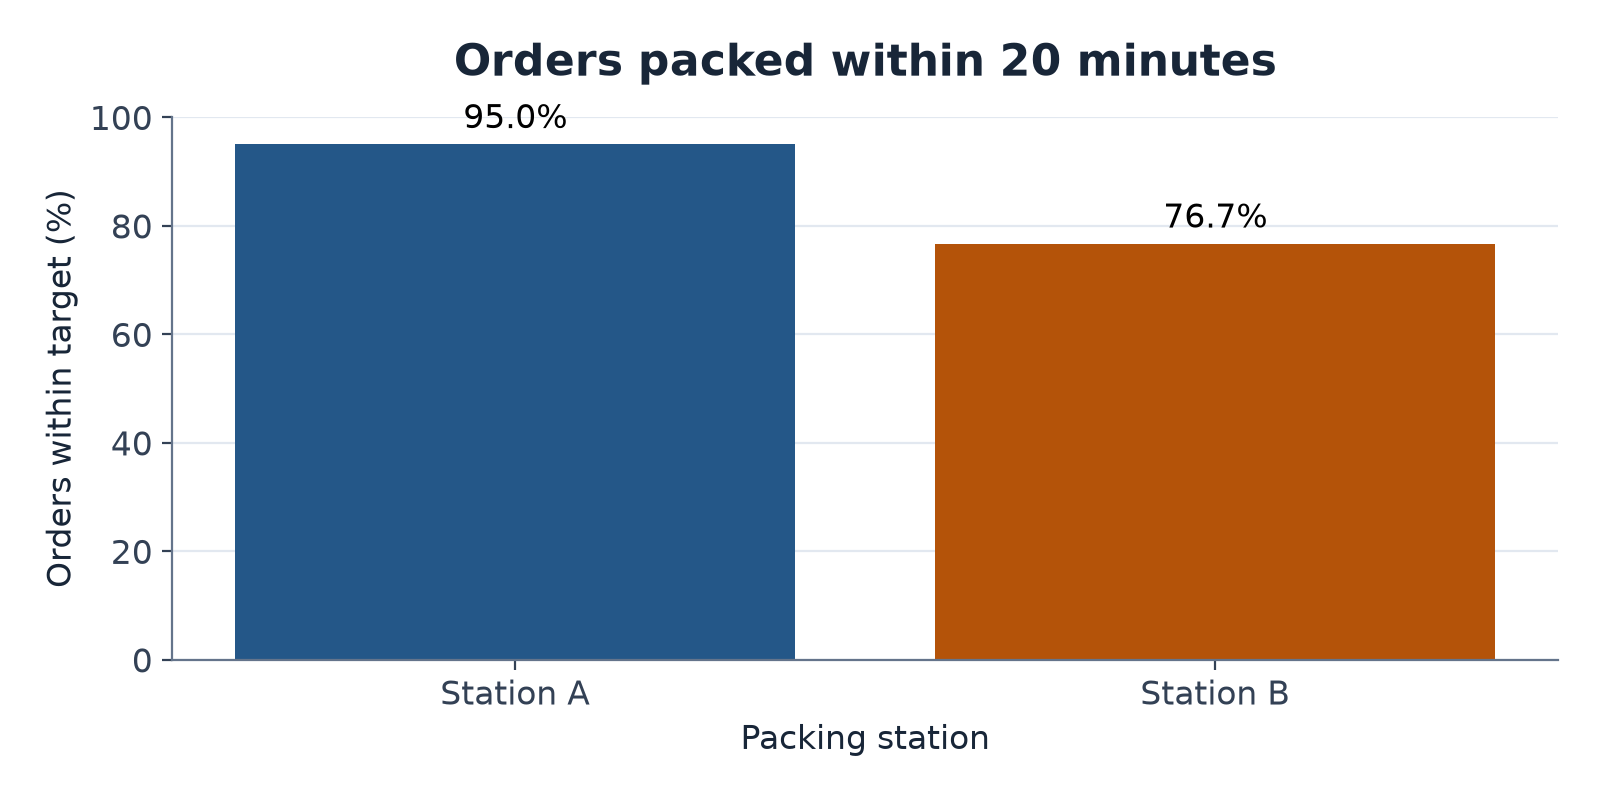 Orders packed within 20 minutes
Orders within target (%)
100
80
60
40
20
0
95.0%
76.7%
Station A
Station B
Packing station